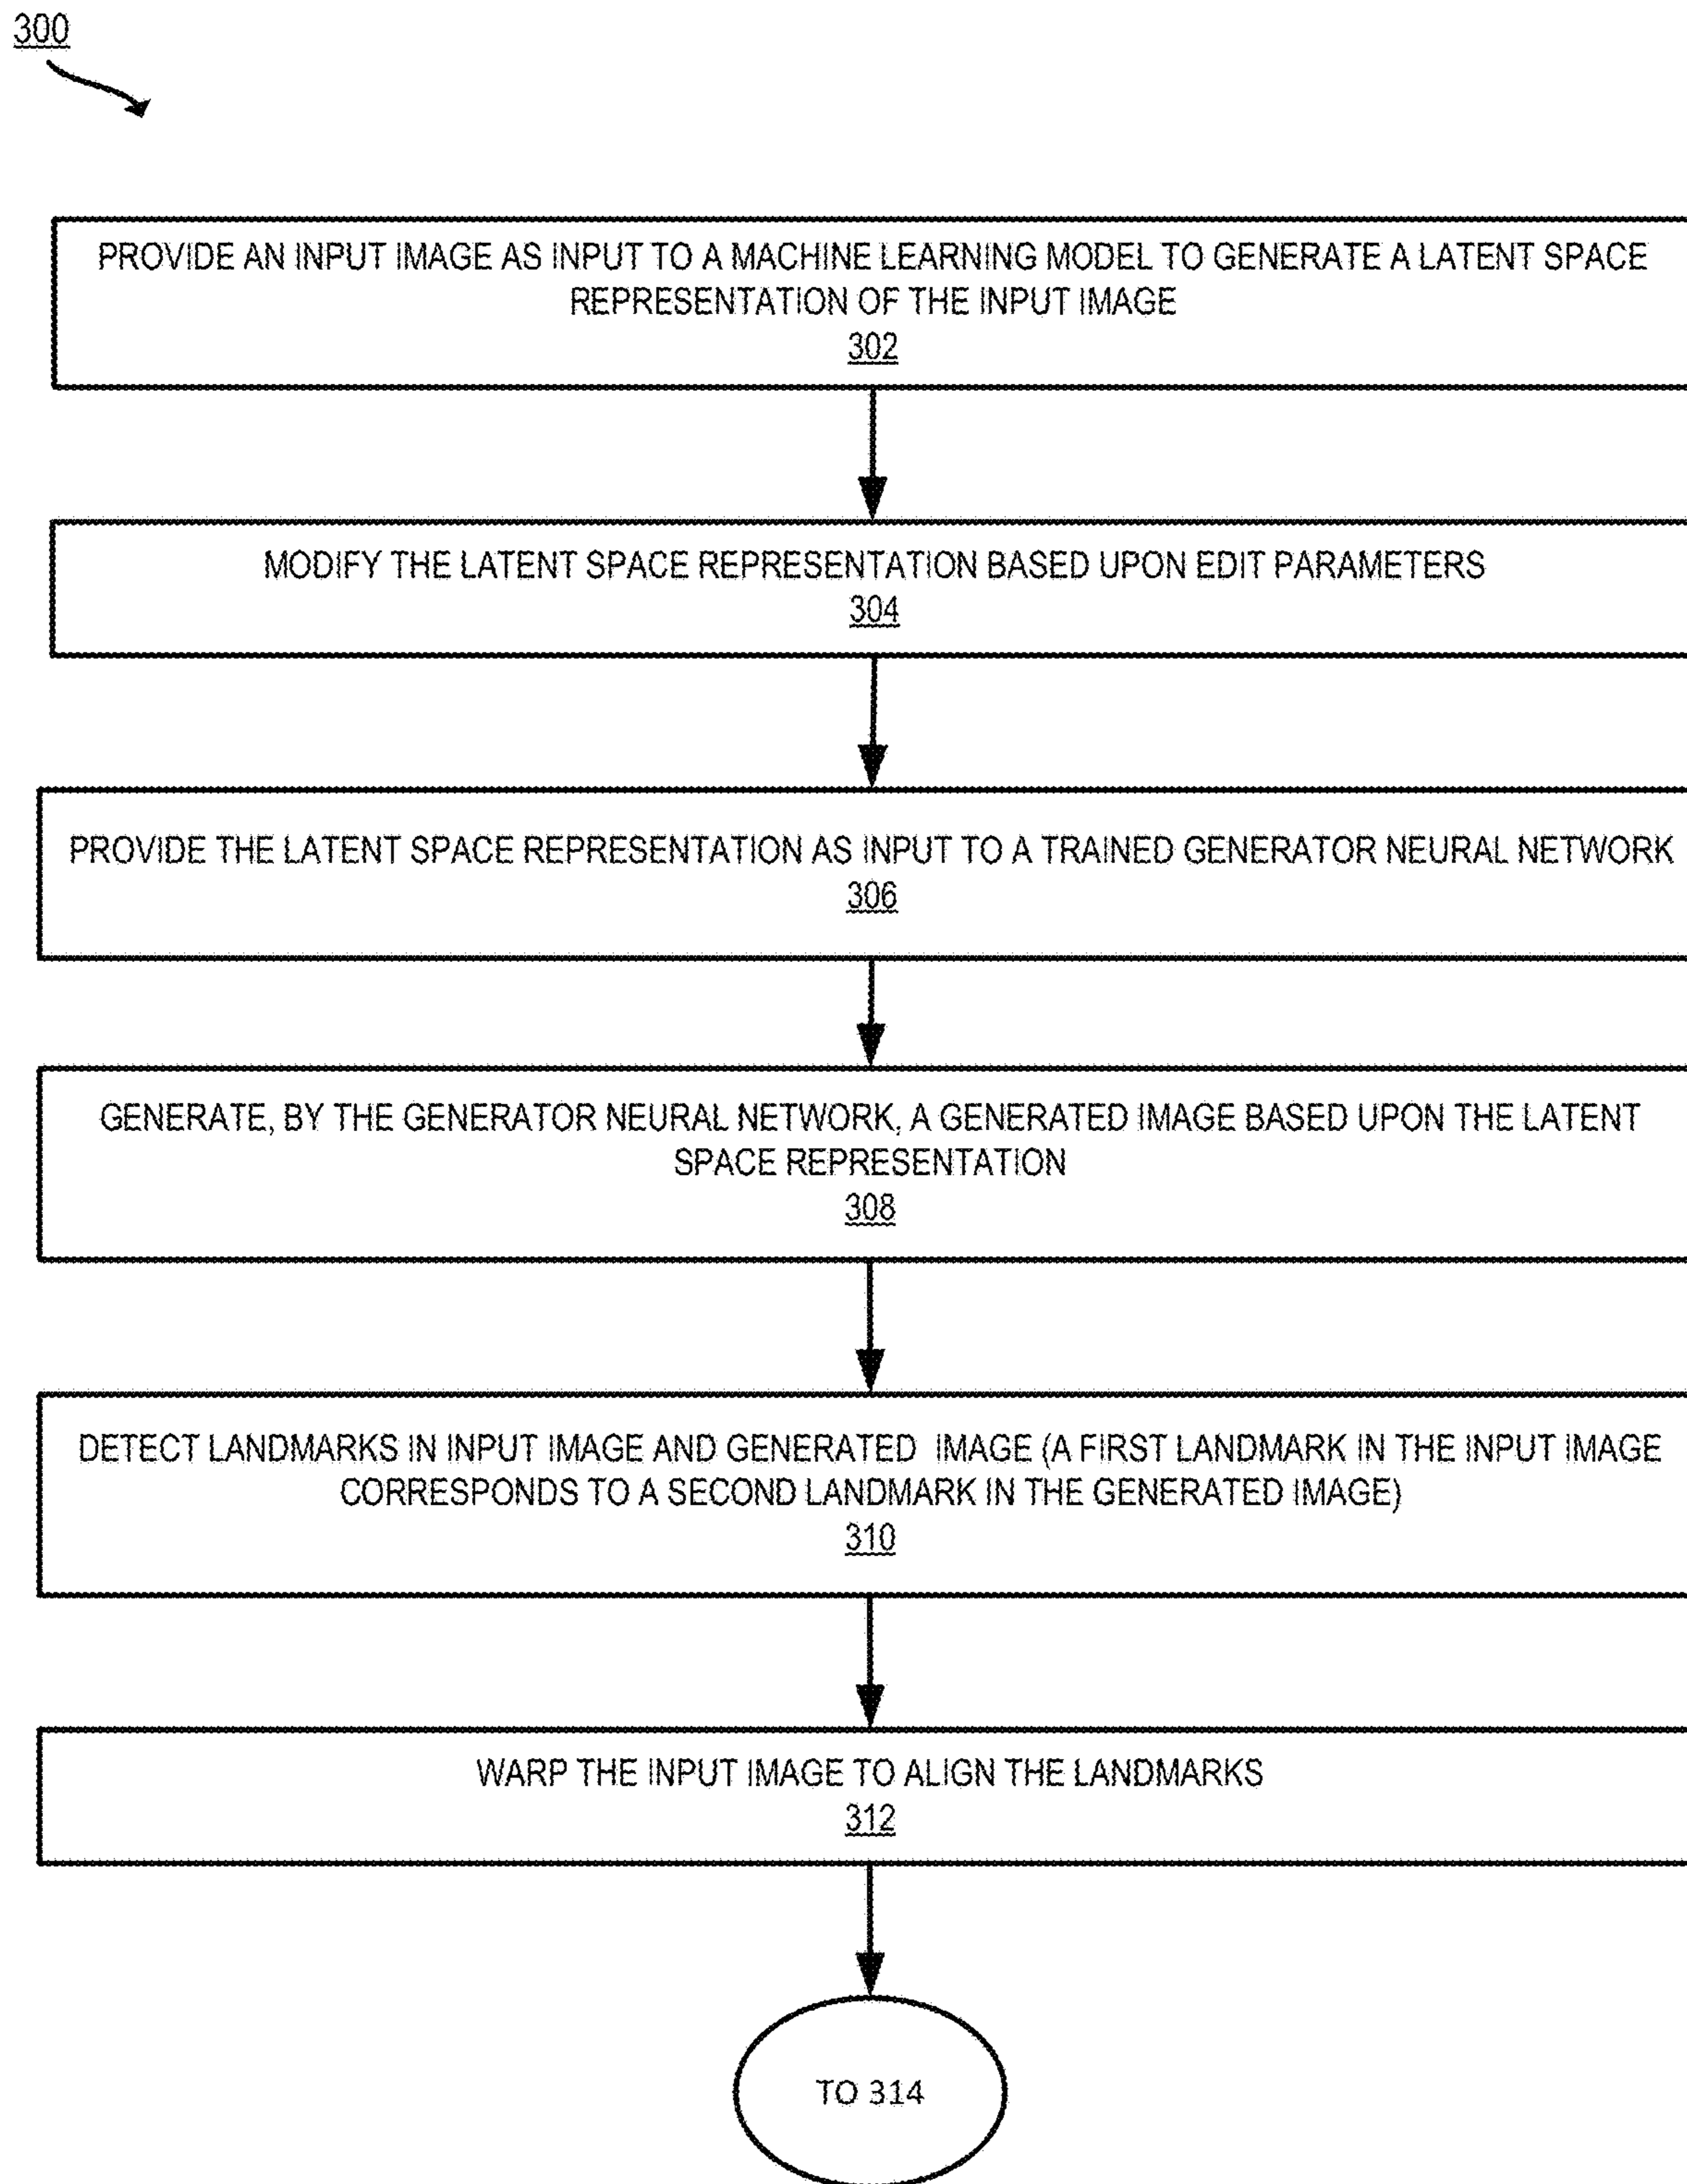 300
PROVIDE AN INPUT IMAGE AS INPUT TO A MACHINE LEARNING MODEL TO GENERATE A LATENT SPACE
REPRESENTATION OF THE INPUT IMAGE
302
MODIFY THE LATENT SPACE REPRESENTATION BASED UPON EDIT PARAMETERS
304
PROVIDE THE LATENT SPACE REPRESENTATION AS INPUT TO A TRAINED GENERATOR NEURAL NETWORK
306
GENERATE, BY THE GENERATOR NEURAL NETWORK, A GENERATED IMAGE BASED UPON THE LATENT
SPACE REPRESENTATION
308
DETECT LANDMARKS IN INPUT IMAGE AND GENERATED IMAGE (A FIRST LANDMARK IN THE INPUT IMAGE
CORRESPONDS TO A SECOND LANDMARK IN THE GENERATED IMAGE)
310
WARP THE INPUT IMAGE TO ALIGN THE LANDMARKS
312
TO 314